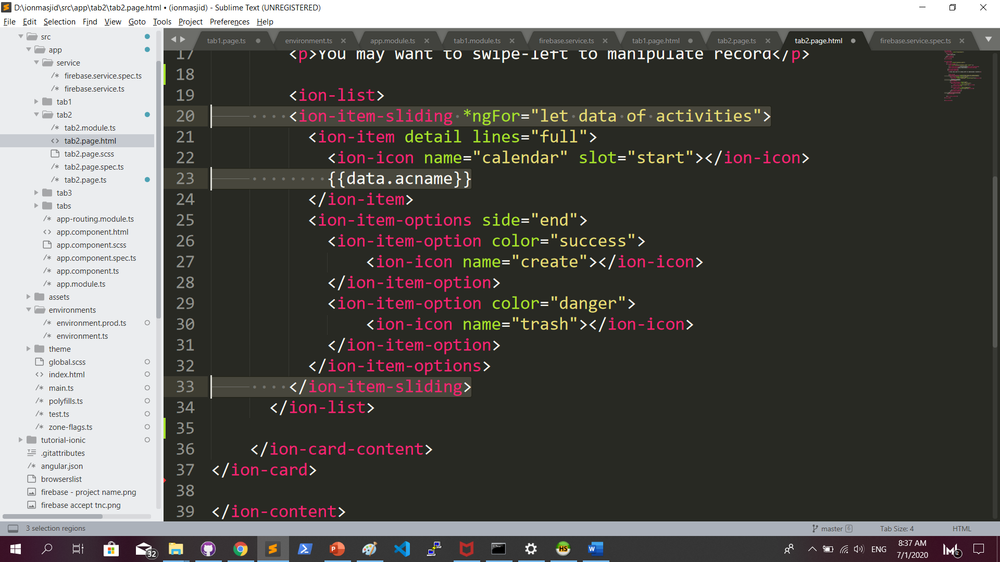 D:\ionmasjid\src\app\tab2\tab2.page.html • (ionmasjid) - Sublime Text (UNREGISTERED)
File Edit Selection Find View Goto Tools Project Preferences Help
src
app
service
/* firebase.service.spec.ts
/* firebase.service.ts
tab1
tab2
/* tab2.module.ts
<> tab2.page.html
tab2.page.scss
/* tab2.page.spec.ts
/* tab2.page.ts
tab3
tabs
/* app-routing.module.ts
<> app.component.html
app.component.scss
/* app.component.spec.ts
/* app.component.ts
/* app.module.ts
assets
environments
/* environment.prod.ts
/* environment.ts
theme
global.scss
<> index.html
/* main.ts
/* polyfills.ts
/* test.ts
/* zone-flags.ts
tutorial-ionic
.gitattributes
/* angular.json
browserslist
firebase - project name.png
firebase accept tnc.png
tab1.page.ts environment.ts app.module.ts tab1.module.ts firebase.service.ts tab1.page.html tab2.page.ts tab2.page.html firebase.service.spec.ts
17 <p>You may want to swipe-left to manipulate record</p>
18
19 <ion-list>
20 <ion-item-sliding *ngFor="let data of activities">
21 <ion-item detail lines="full">
22 <ion-icon name="calendar" slot="start"></ion-icon>
23 {{data.acname}}
24 </ion-item>
25 <ion-item-options side="end">
26 <ion-item-option color="success">
27 <ion-icon name="create"></ion-icon>
28 </ion-item-option>
29 <ion-item-option color="danger">
30 <ion-icon name="trash"></ion-icon>
31 </ion-item-option>
32 </ion-item-options>
33 </ion-item-sliding>
34 </ion-list>
35
36 </ion-card-content>
37 </ion-card>
38
39 </ion-content>
3 selection regions master 6 Tab Size: 4 HTML
32 HS ENG 8:37 AM 2
7/1/2020